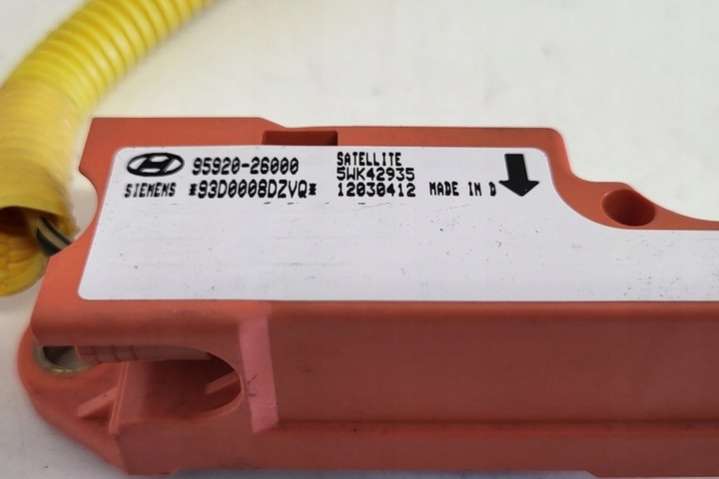 95920-26000
SIEMENS *93D0008DZVQ*
SATELLITE
5WK42935
12030412 MADE IN D